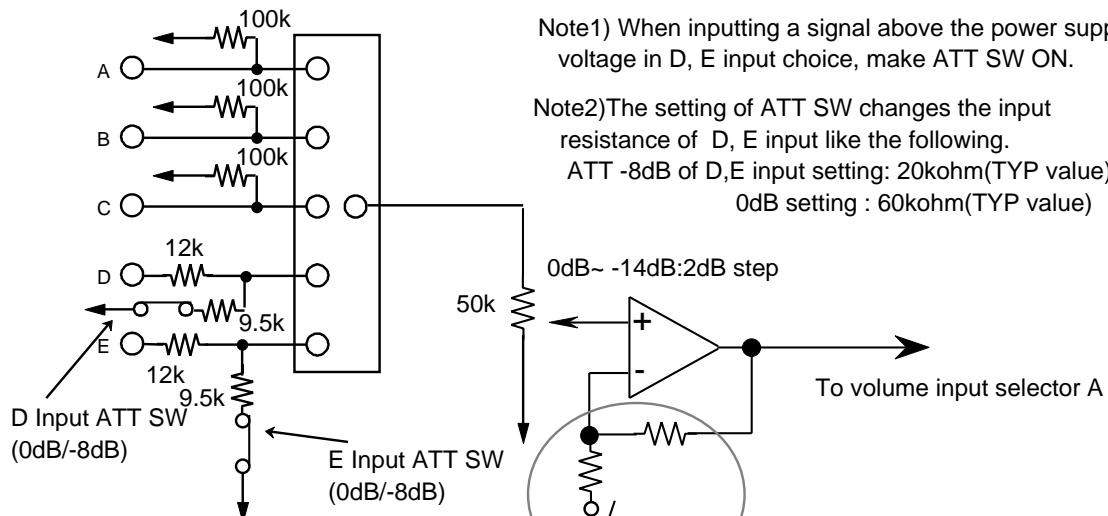 100k
A
100k
B
100k
C
12k
D
9.5k
E
12k
9.5k
D Input ATT SW
(0dB/-8dB)
E Input ATT SW
(0dB/-8dB)
Note1) When inputting a signal above the power
voltage in D, E input choice, make ATT SW ON.
Note2)The setting of ATT SW changes the input
resistance of D, E input like the following.
ATT -8dB of D,E input setting: 20kohm(TYP value)
0dB setting : 60kohm(TYP value)
0dB~ -14dB:2dB step
50k
+
-
To volume input selector A